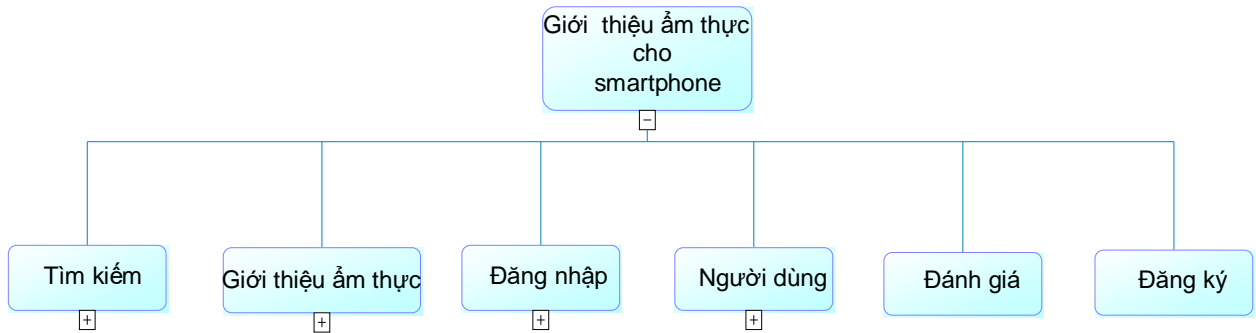 Giới thiệu ẩm thực
cho
smartphone
Tìm kiếm
Giới thiệu ẩm thực
Đăng nhập
Người dùng
Đánh giá
Đăng ký